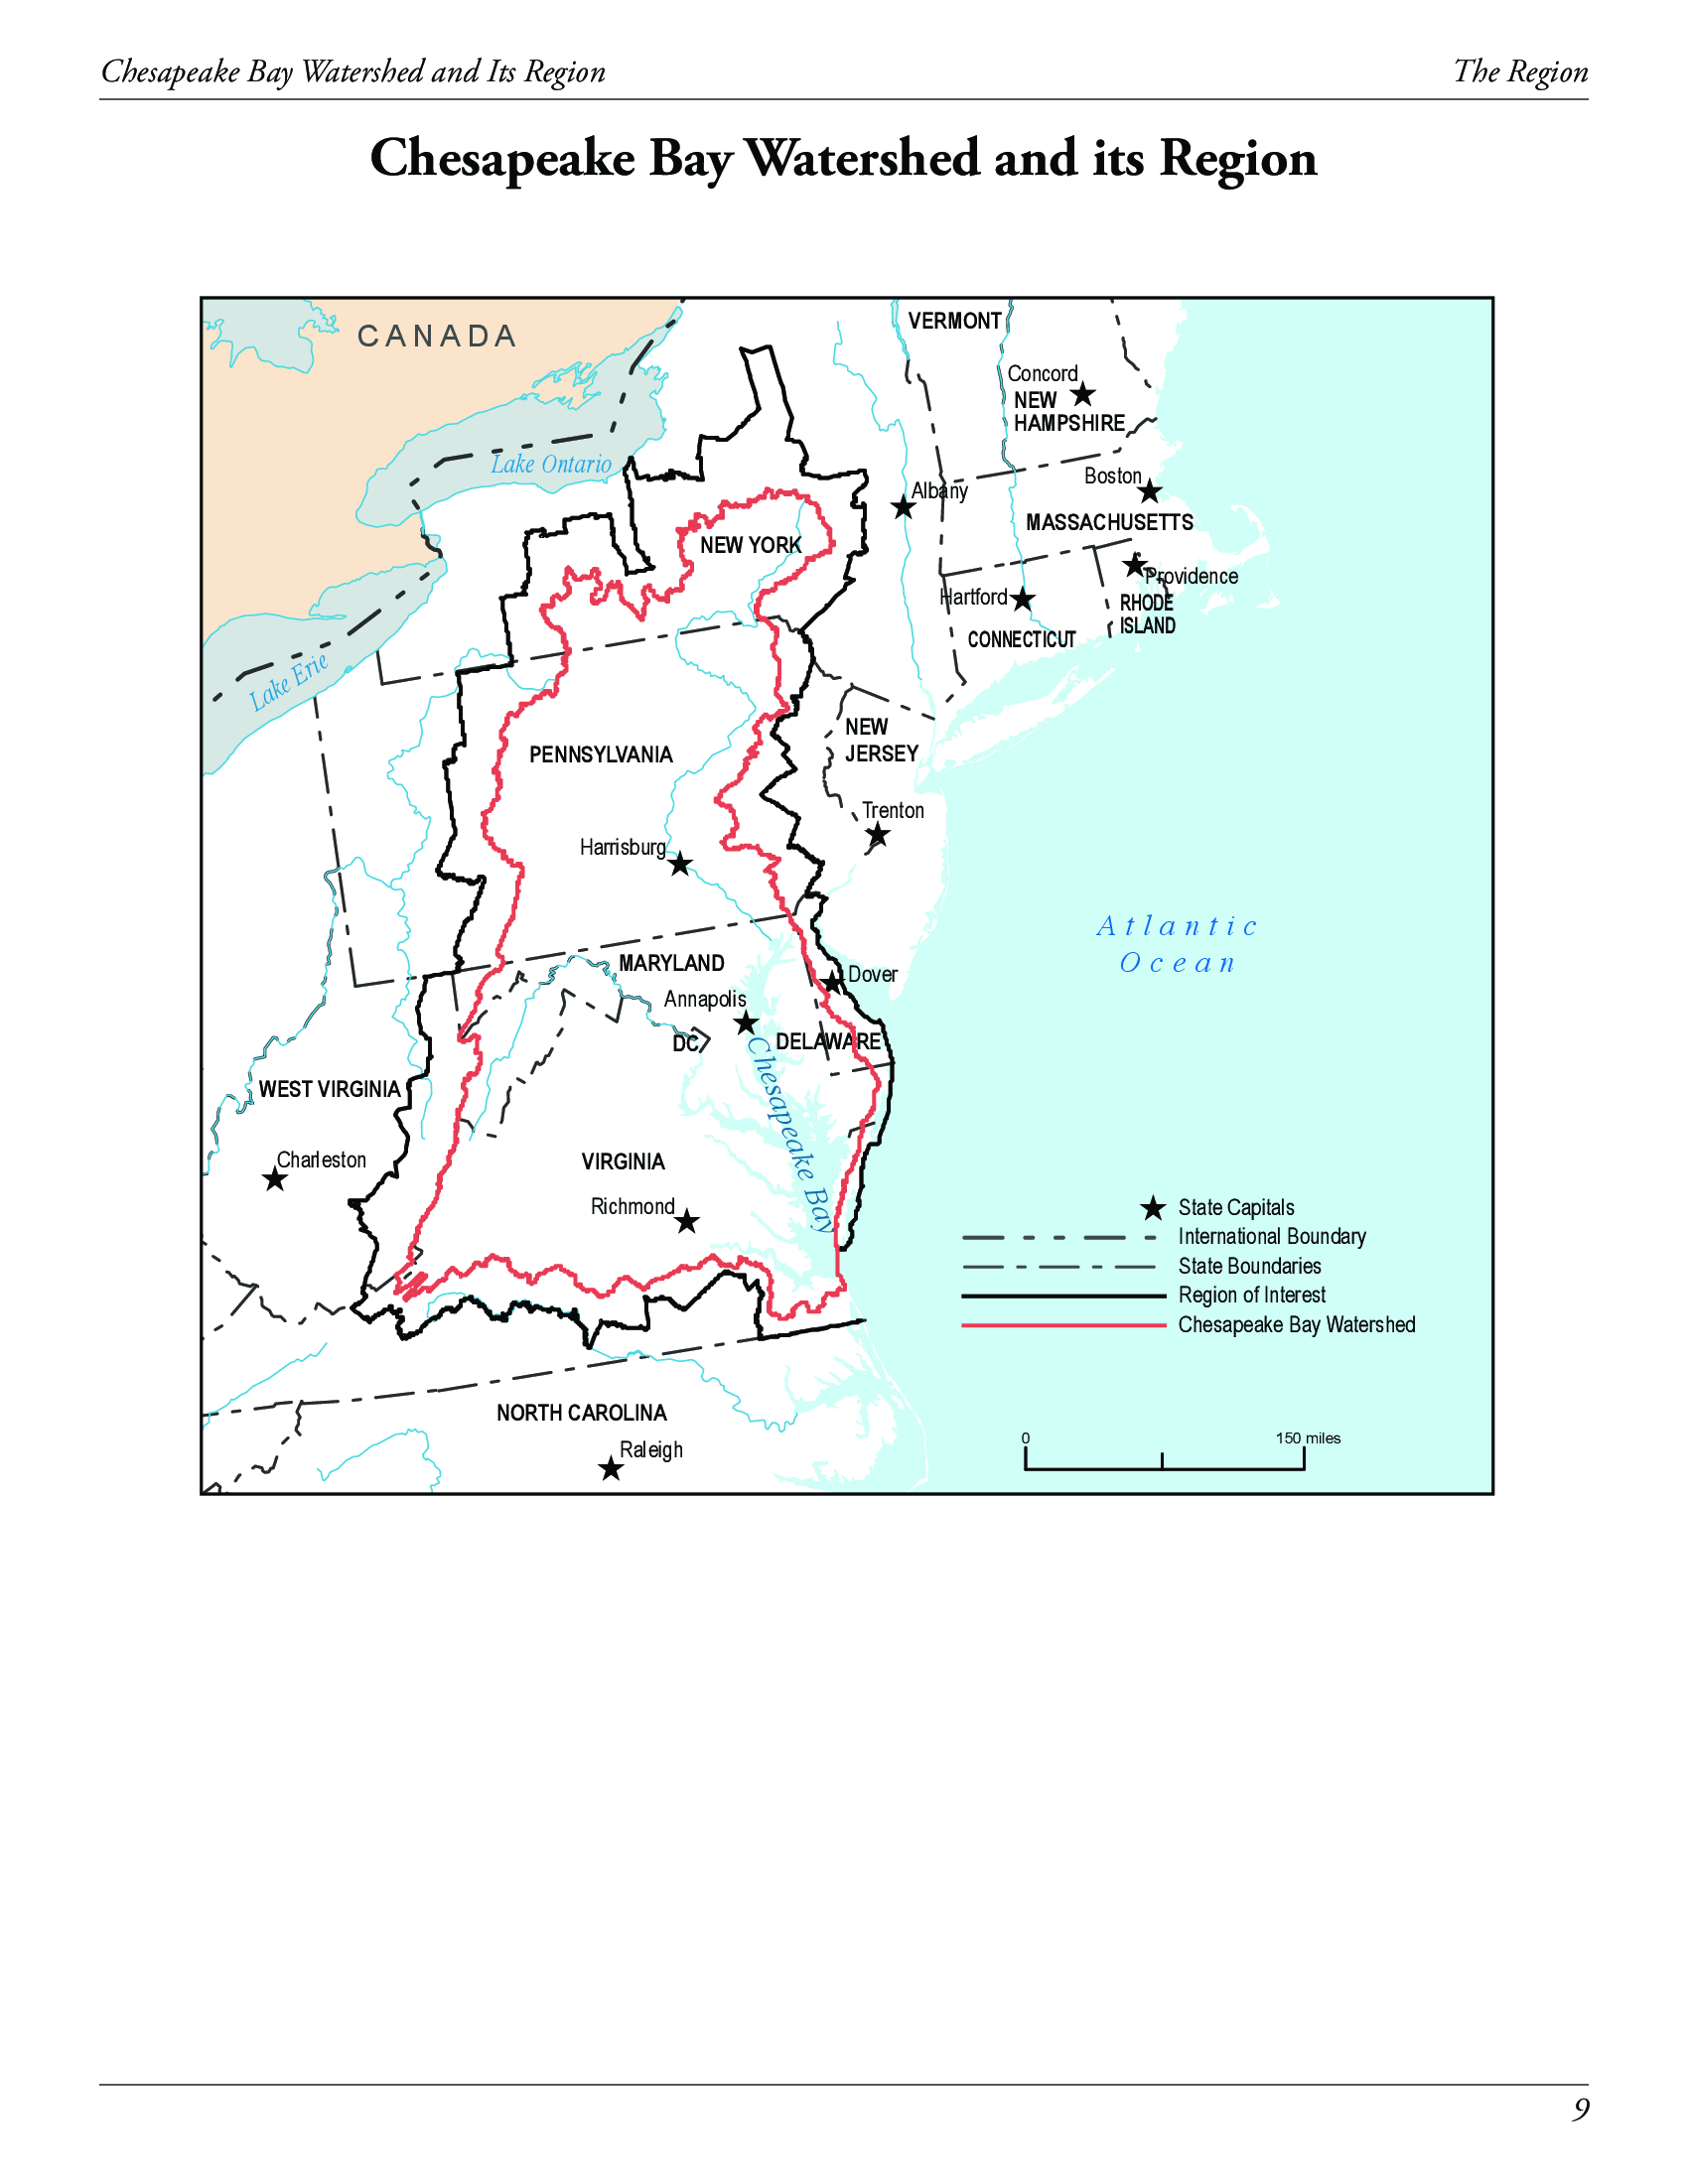 Chesapeake Bay Watershed and Its Region
The Region
Chesapeake Bay Watershed and its Region
CANADA
VERMONT
Concord
NEW
HAMPSHIRE
Lake Ontario
Boston
Albany
MASSACHUSETTS
NEW YORK
Providence
Hartford
RHODE
ISLAND
CONNECTICUT
Lake Erie
NEW
JERSEY
PENNSYLVANIA
Trenton
Harrisburg
Atlantic
Ocean
MARYLAND
Dover
Annapolis
DC
DELAWARE
Chesapeake Bay
WEST VIRGINIA
Charleston
VIRGINIA
Richmond
State Capitals
International Boundary
State Boundaries
Region of Interest
Chesapeake Bay Watershed
NORTH CAROLINA
Raleigh
0
150 miles
9